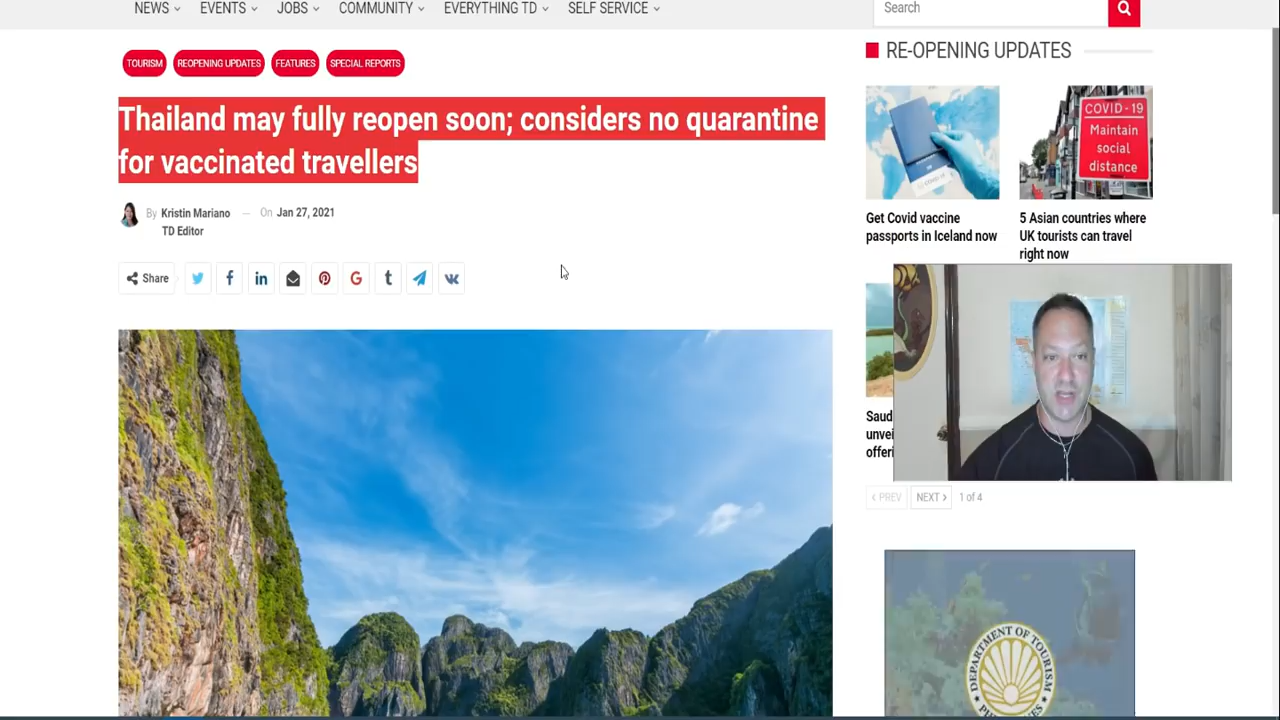 NEWS
EVENTS
JOBS
COMMUNITY
EVERYTHING TD
SELF SERVICE
Search
TOURISM
REOPENING UPDATES
FEATURES
SPECIAL REPORTS
Thailand may fully reopen soon; considers no quarantine
for vaccinated travellers
By Kristin Mariano — On Jan 27, 2021
TD Editor
Share
RE-OPENING UPDATES
COVID-19
Maintain
social
distance
Get Covid vaccine
passports in Iceland now
5 Asian countries where
UK tourists can travel
right now
Saud
unvei
offeri
PREV
NEXT
1 of 4
DEPARTMENT OF TOURISM